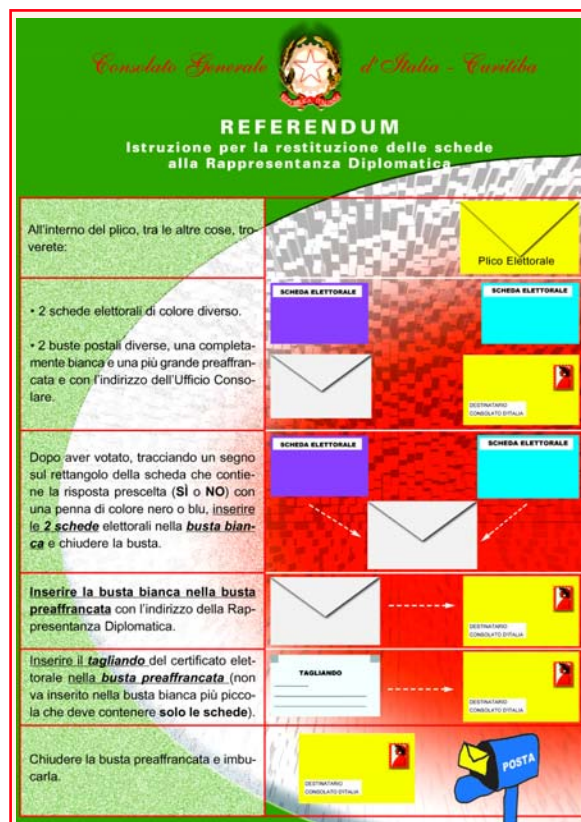 Consolato Generale d'Italia - Curitiba
REFERENDUM
Istruzione per la restituzione delle schede
alla Rappresentanza Diplomatica
All'interno del plico, tra le altre cose, tro-
verete:
Plico Elettorale
• 2 schede elettorali di colore diverso.
• 2 buste postali diverse, una completa-
mente bianca e una più grande preaffran-
cata e con l'indirizzo dell'Ufficio Conso-
lare.
SCHEDA ELETTORALE
SCHEDA ELETTORALE
DESTINATARIO
CONSOLATO D'ITALIA
Dopo aver votato, tracciando un segno
sul rettangolo della scheda che contie-
ne la risposta prescelta (SÌ o NO) con
una penna di colore nero o blu, inserire
le 2 schede elettorali nella busta bian-
ca e chiudere la busta.
SCHEDA ELETTORALE
SCHEDA ELETTORALE
Inserire la busta bianca nella busta
preaffrancata con l'indirizzo della Rap-
presentanza Diplomatica.
DESTINATARIO
CONSOLATO D'ITALIA
Inserire il tagliando del certificato elet-
torale nella busta preaffrancata (non
va inserito nella busta bianca più picco-
la che deve contenere solo le schede).
TAGLIANDO
DESTINATARIO
CONSOLATO D'ITALIA
Chiudere la busta preaffrancata e imbu-
carla.
DESTINATARIO
CONSOLATO D'ITALIA
POSTA